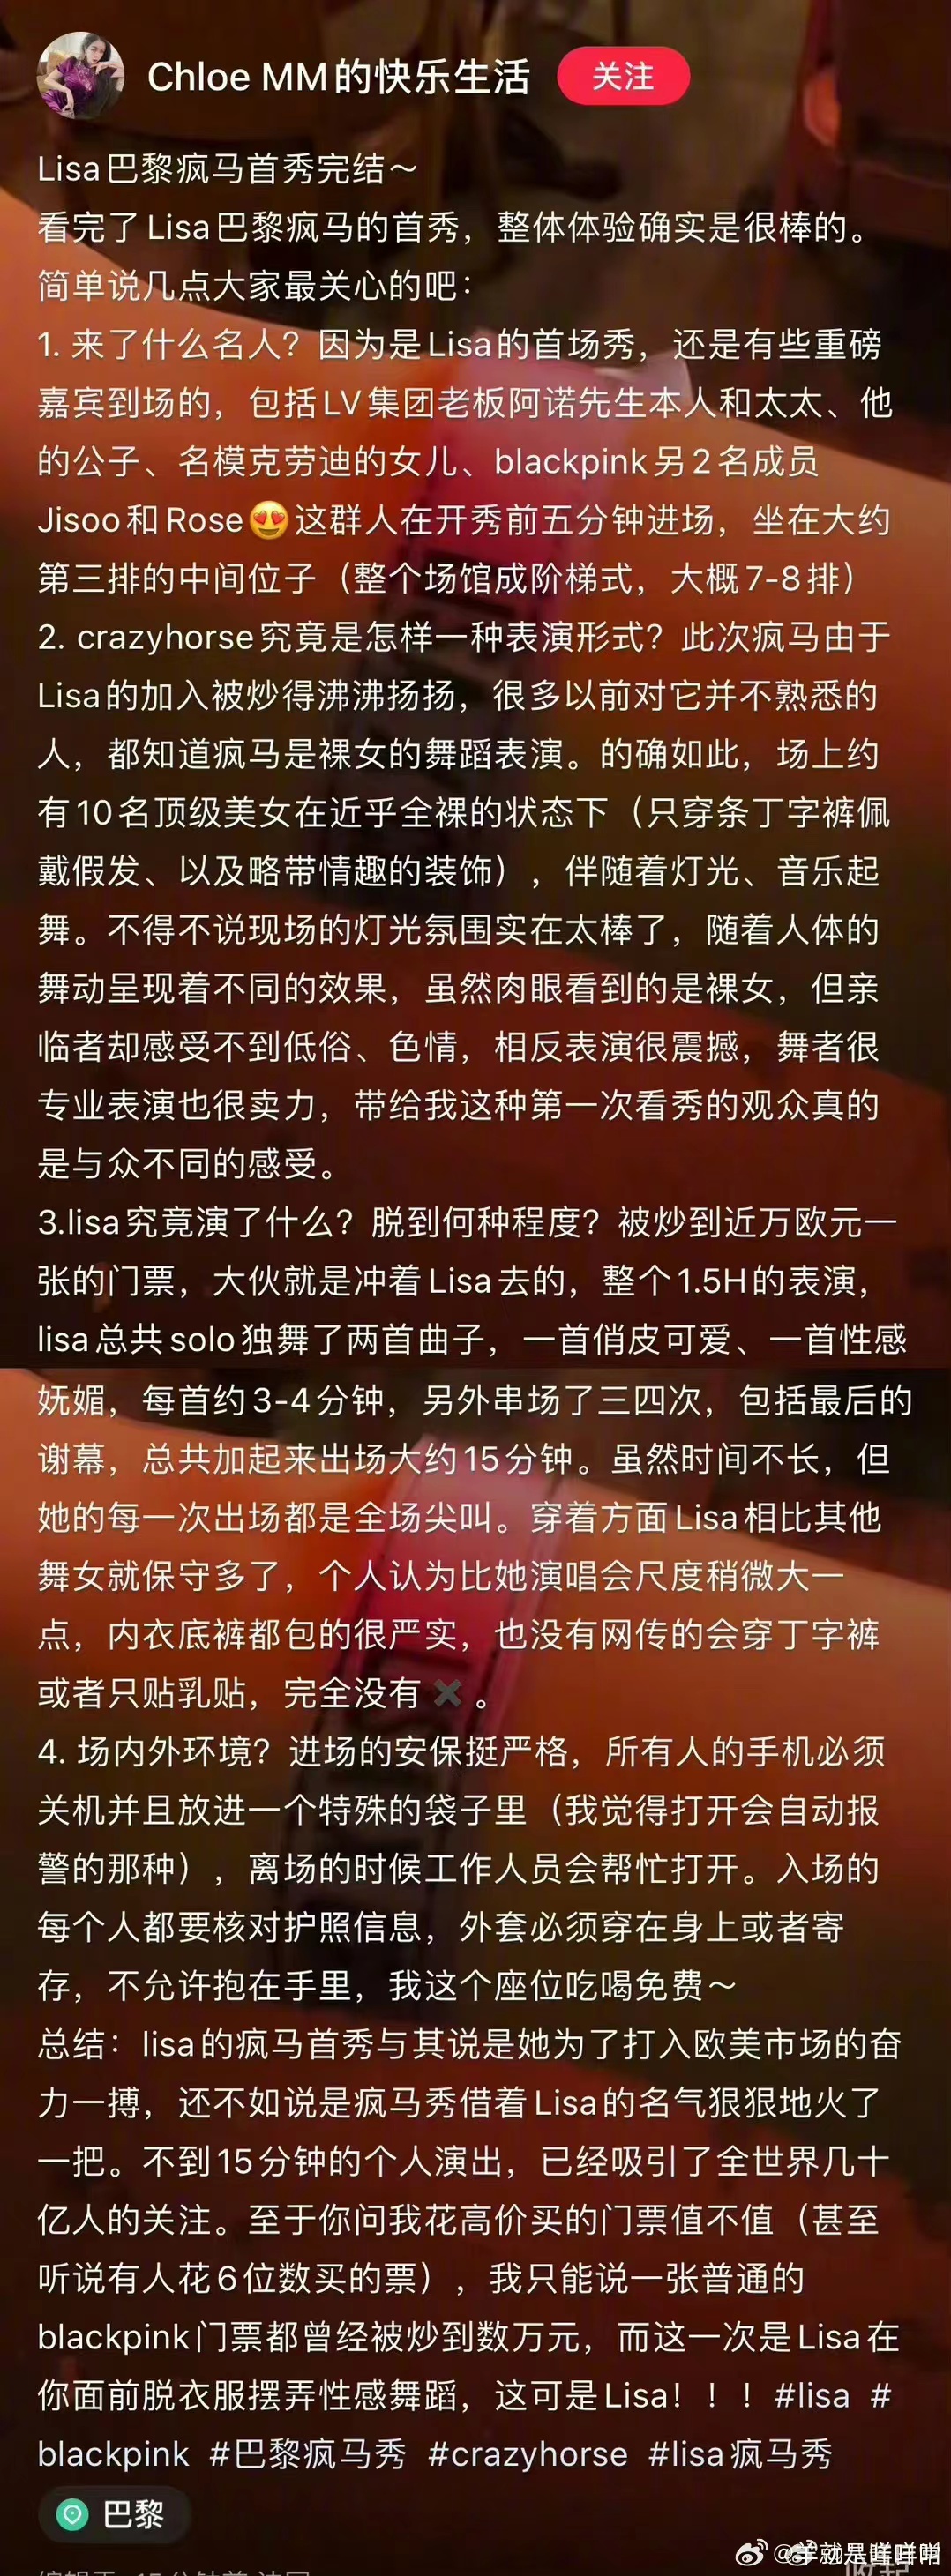 Chloe MM的快乐生活
关注
Lisa巴黎疯马首秀完结～
看完了Lisa巴黎疯马的首秀，整体体验确实是很棒的。
简单说几点大家最关心的吧：
1. 来了什么名人？因为是Lisa的首场秀，还是有些重磅
嘉宾到场的，包括LV集团老板阿诺先生本人和太太、他
的公子、名模克劳迪的女儿、blackpink另2名成员
Jisoo和Rose😍这群人在开秀前五分钟进场，坐在大约
第三排的中间位子（整个场馆成阶梯式，大概7-8排）
2. crazyhorse究竟是怎样一种表演形式？此次疯马由于
Lisa的加入被炒得沸沸扬扬，很多以前对它并不熟悉的
人，都知道疯马是裸女的舞蹈表演。的确如此，场上约
有10名顶级美女在近乎全裸的状态下（只穿条丁字裤佩
戴假发、以及略带情趣的装饰），伴随着灯光、音乐起
舞。不得不说现场的灯光氛围实在太棒了，随着人体的
舞动呈现着不同的效果，虽然肉眼看到的是裸女，但亲
临者却感受不到低俗、色情，相反表演很震撼，舞者很
专业表演也很卖力，带给我这种第一次看秀的观众真的
是与众不同的感受。
3.lisa究竟演了什么？脱到何种程度？被炒到近万欧元一
张的门票，大伙就是冲着Lisa去的，整个1.5H的表演，
lisa总共solo独舞了两首曲子，一首俏皮可爱、一首性感
妩媚，每首约3-4分钟，另外串场了三四次，包括最后的
谢幕，总共加起来出场大约15分钟。虽然时间不长，但
她的每一次出场都是全场尖叫。穿着方面Lisa相比其他
舞女就保守多了，个人认为比她演唱会尺度稍微大一
点，内衣底裤都包的很严实，也没有网传的会穿丁字裤
或者只贴乳贴，完全没有✖️。
4. 场内外环境？进场的安保挺严格，所有人的手机必须
关机并且放进一个特殊的袋子里（我觉得打开会自动报
警的那种），离场的时候工作人员会帮忙打开。入场的
每个人都要核对护照信息，外套必须穿在身上或者寄
存，不允许抱在手里，我这个座位吃喝免费～
总结：lisa的疯马首秀与其说是她为了打入欧美市场的奋
力一搏，还不如说是疯马秀借着Lisa的名气狠狠地火了
一把。不到15分钟的个人演出，已经吸引了全世界几十
亿人的关注。至于你问我花高价买的门票值不值（甚至
听说有人花6位数买的票），我只能说一张普通的
blackpink门票都曾经被炒到数万元，而这一次是Lisa在
你面前脱衣服摆弄性感舞蹈，这可是Lisa！！！#lisa #
blackpink #巴黎疯马秀 #crazyhorse #lisa疯马秀
巴黎